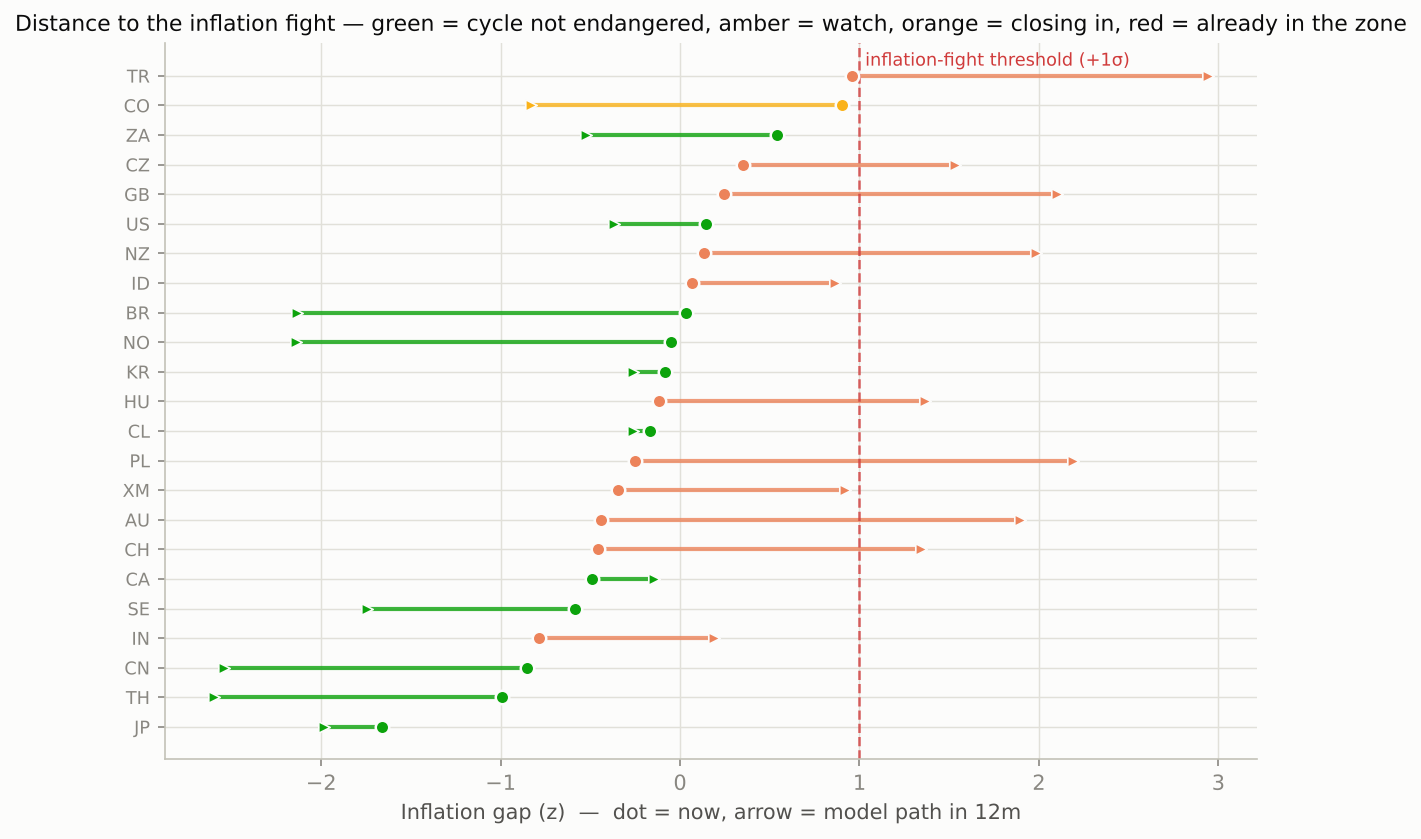 Distance to the inflation fight — green = cycle not endangered, amber = watch, orange = closing in, red = already in the zone
inflation-fight threshold (+1σ)
TR
CO
ZA
CZ
GB
US
NZ
ID
BR
NO
KR
HU
CL
PL
XM
AU
CH
CA
SE
IN
CN
TH
JP
−2 −1 0 1 2 3
Inflation gap (z) — dot = now, arrow = model path in 12m